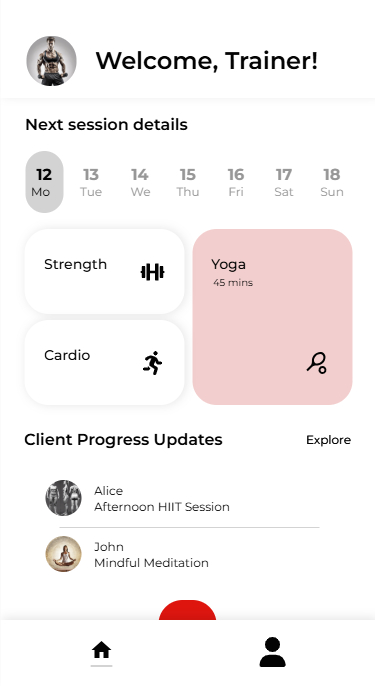 Welcome, Trainer!
Next session details
12 13 14 15 16 17 18
Mo Tue We Thu Fri Sat Sun
Strength
Yoga
45 mins
Cardio
Client Progress Updates Explore
Alice
Afternoon HIIT Session
John
Mindful Meditation